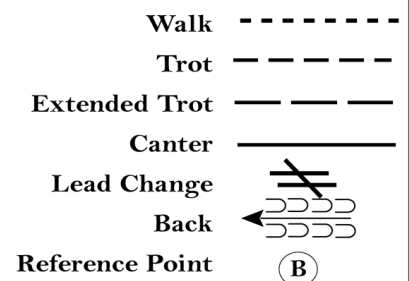 Walk
Trot
Extended Trot
Canter
Lead Change
Back
Reference Point B